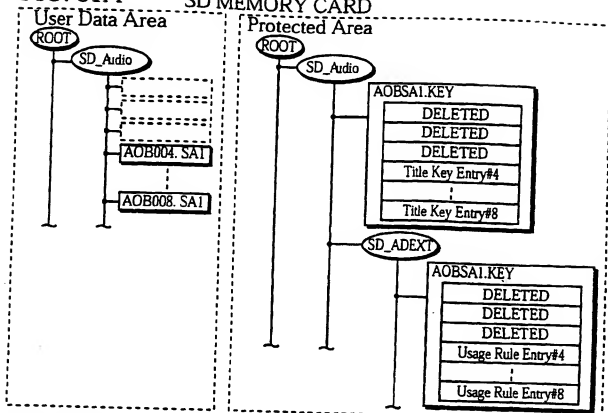 SD MEMORY CARD
User Data Area
ROOT
SD_Audio
AOB004. SA1
AOB008. SA1
Protected Area
ROOT
SD_Audio
AOBSA1.KEY
DELETED
DELETED
DELETED
Title Key Entry#4
Title Key Entry#8
SD_ADEXT
AOBSA1.KEY
DELETED
DELETED
DELETED
Usage Rule Entry#4
Usage Rule Entry#8